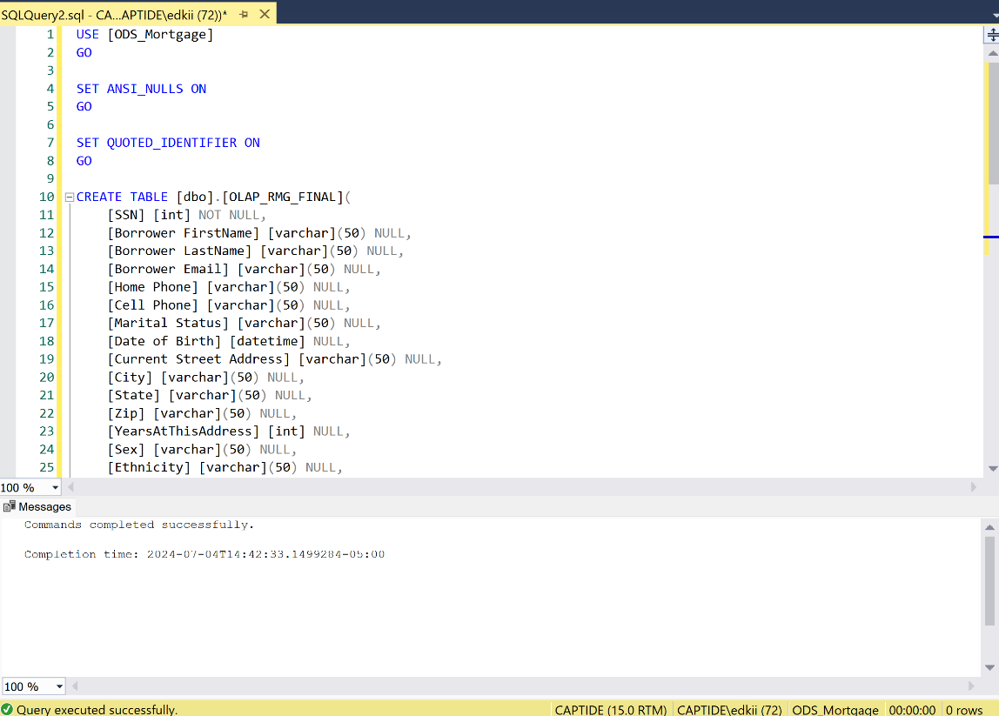 SQLQuery2.sql - CA...APTIDE\edkii (72))*
1 USE [ODS_Mortgage]
2 GO
3
4 SET ANSI_NULLS ON
5 GO
6
7 SET QUOTED_IDENTIFIER ON
8 GO
9
10 CREATE TABLE [dbo].[OLAP_RMG_FINAL](
11 [SSN] [int] NOT NULL,
12 [Borrower FirstName] [varchar](50) NULL,
13 [Borrower LastName] [varchar](50) NULL,
14 [Borrower Email] [varchar](50) NULL,
15 [Home Phone] [varchar](50) NULL,
16 [Cell Phone] [varchar](50) NULL,
17 [Marital Status] [varchar](50) NULL,
18 [Date of Birth] [datetime] NULL,
19 [Current Street Address] [varchar](50) NULL,
20 [City] [varchar](50) NULL,
21 [State] [varchar](50) NULL,
22 [Zip] [varchar](50) NULL,
23 [YearsAtThisAddress] [int] NULL,
24 [Sex] [varchar](50) NULL,
25 [Ethnicity] [varchar](50) NULL,
100 %
Messages
Commands completed successfully.
Completion time: 2024-07-04T14:42:33.1499284-05:00
100 %
Query executed successfully. CAPTIDE (15.0 RTM) CAPTIDE\edkii (72) ODS_Mortgage 00:00:00 0 rows